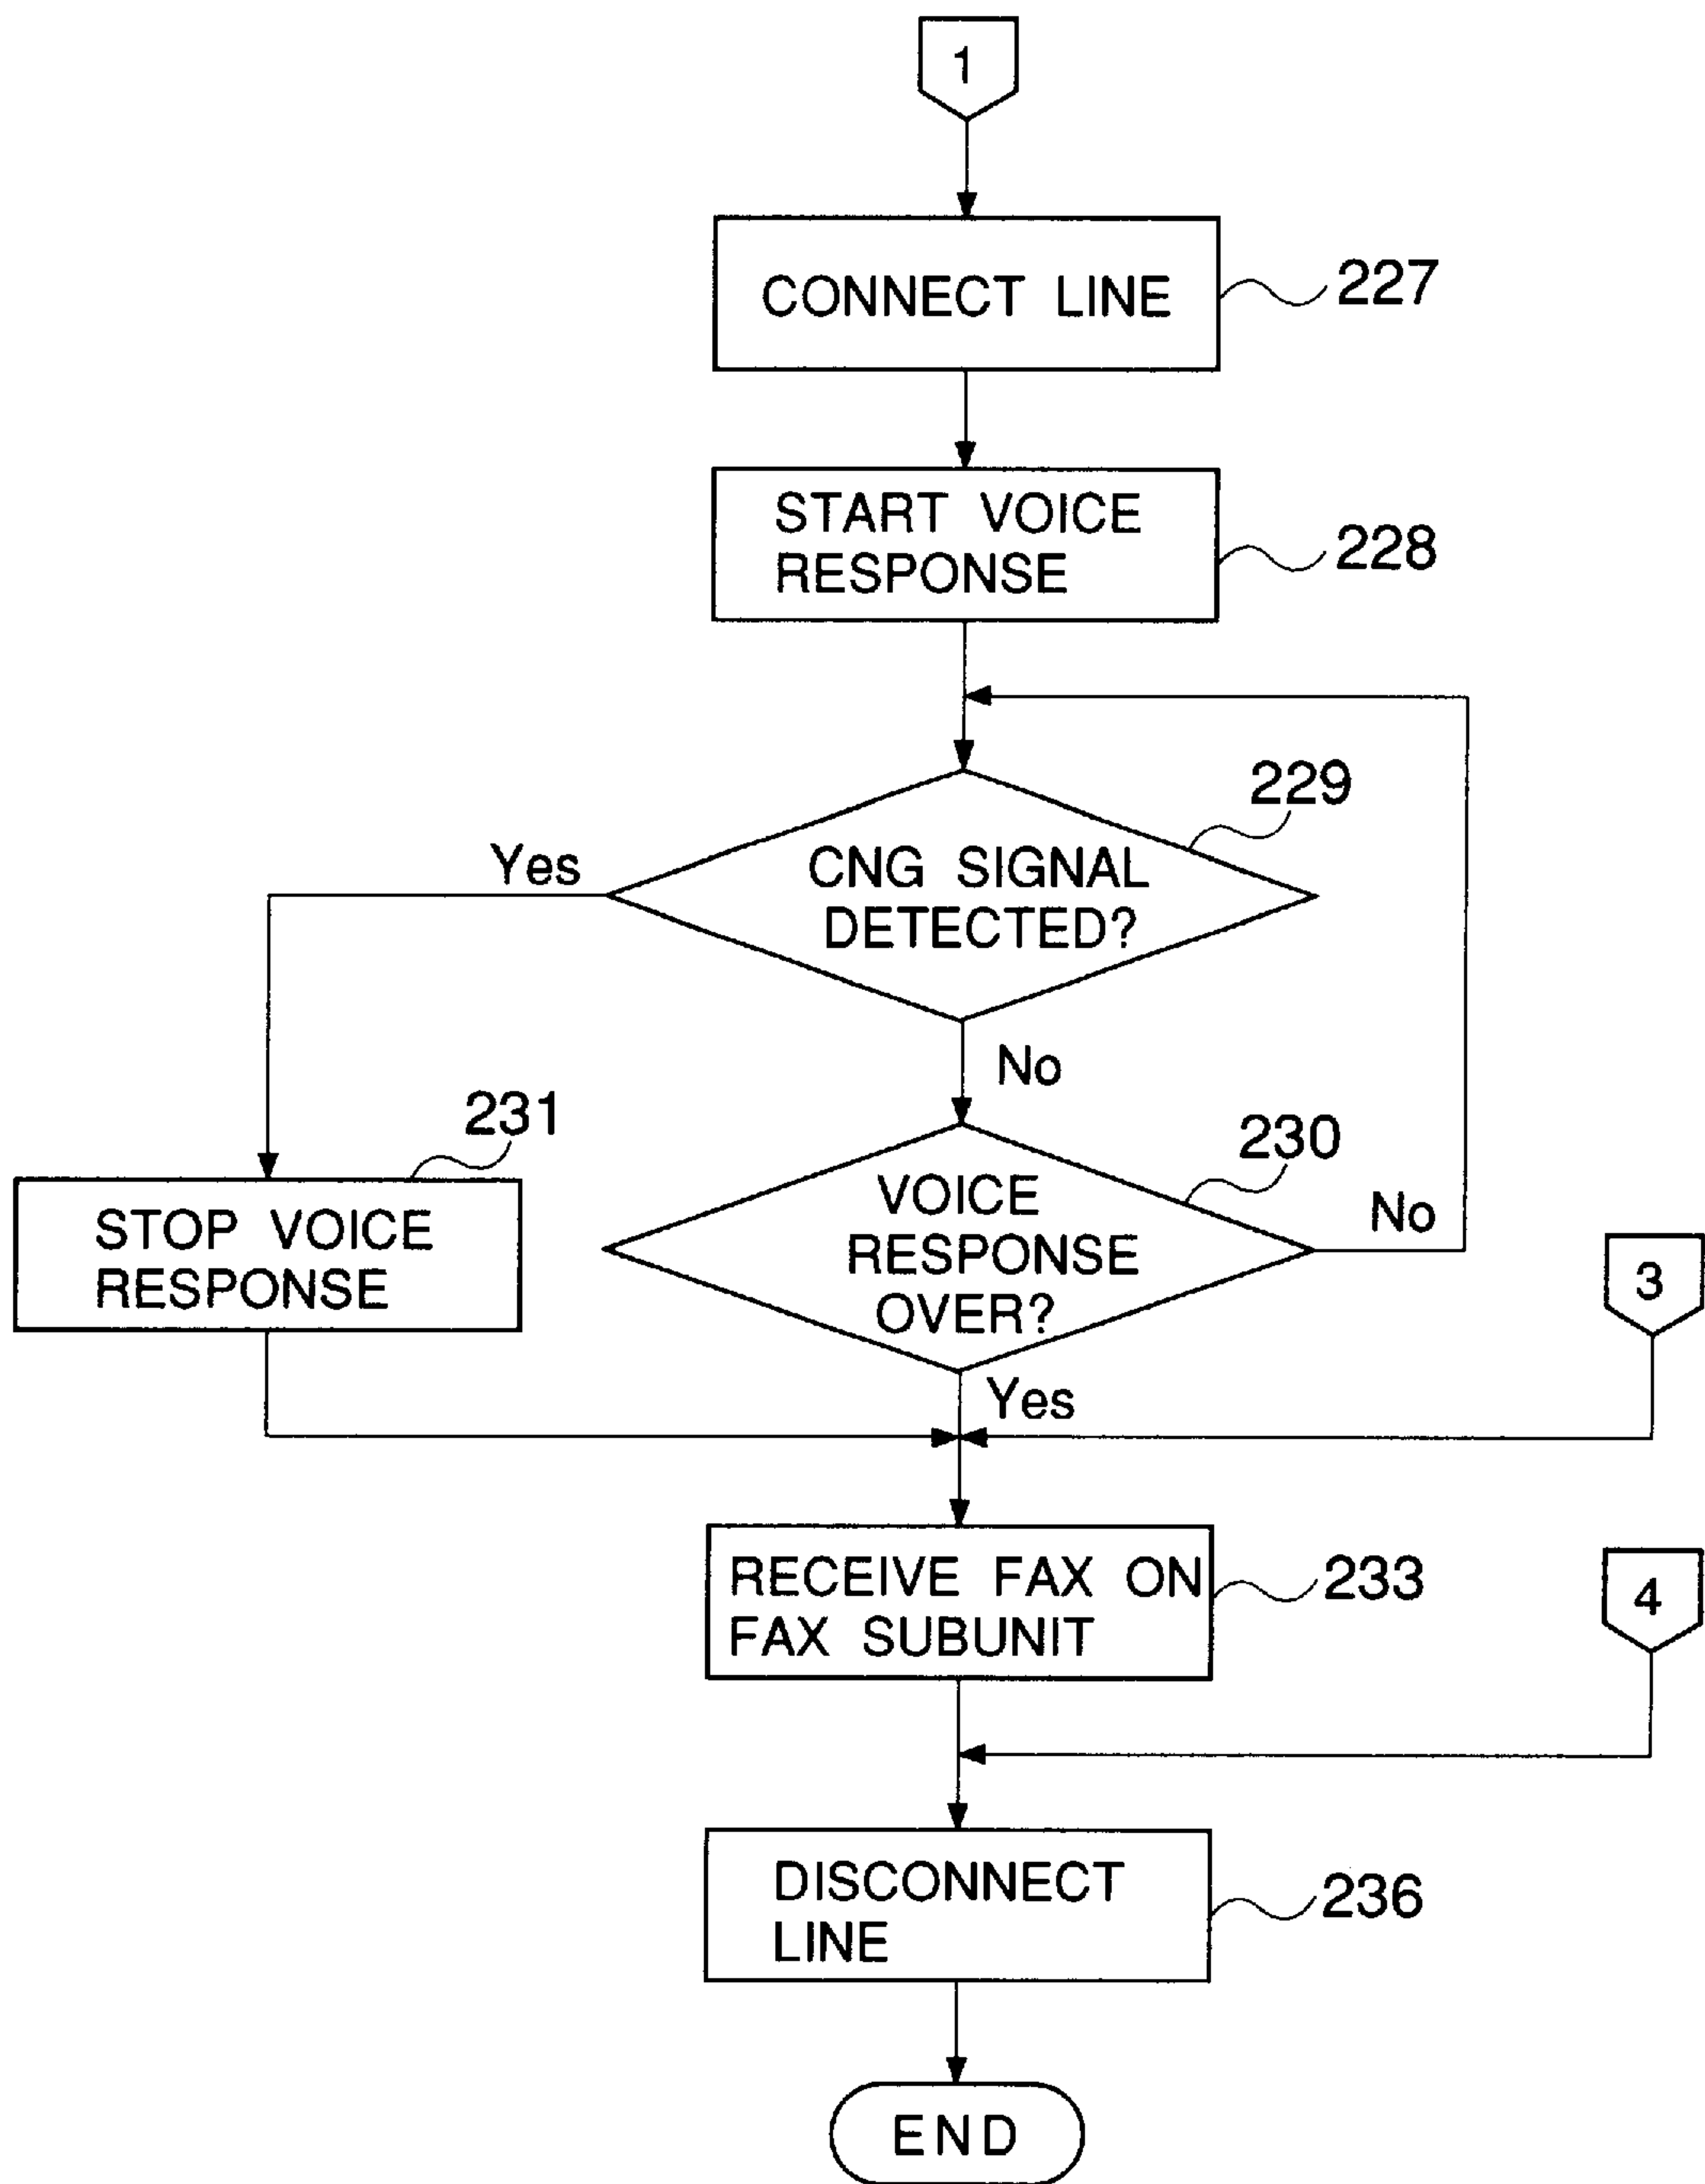 1
CONNECT LINE
227
START VOICE
RESPONSE
228
229
CNG SIGNAL
DETECTED?
Yes
No
231
STOP VOICE
RESPONSE
230
VOICE
RESPONSE
OVER?
No
3
Yes
RECEIVE FAX ON
FAX SUBUNIT
233
4
DISCONNECT
LINE
236
END